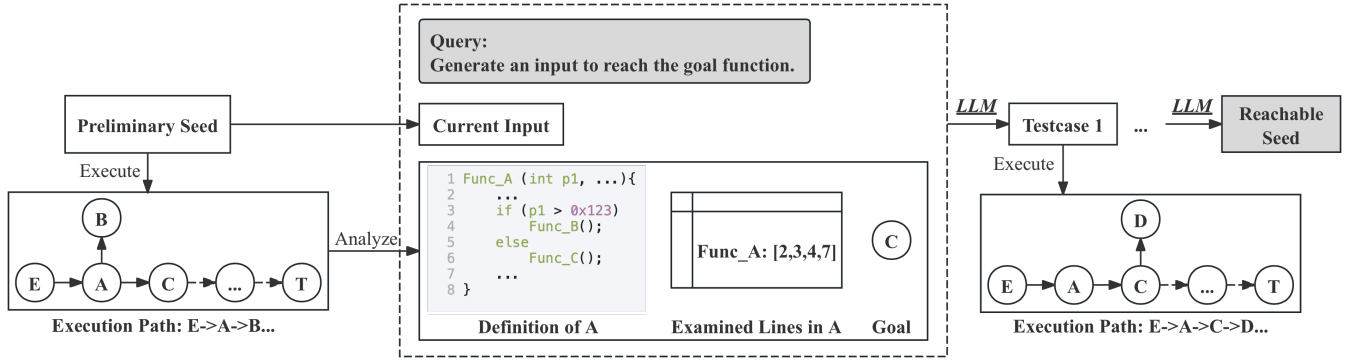 Query:
Generate an input to reach the goal function.
Preliminary Seed
Current Input
LLM
Testcase 1
...
LLM
Reachable
Seed
Execute
B
E
A
C
...
T
Execution Path: E->A->B...
Analyze
1 Func_A (int p1, ...){
2 ...
3 if (p1 > 0x123)
4 Func_B();
5 else
6 Func_C();
7 ...
8 }
Definition of A
Func_A: [2,3,4,7]
Examined Lines in A
C
Goal
Execute
D
E
A
C
...
T
Execution Path: E->A->C->D...